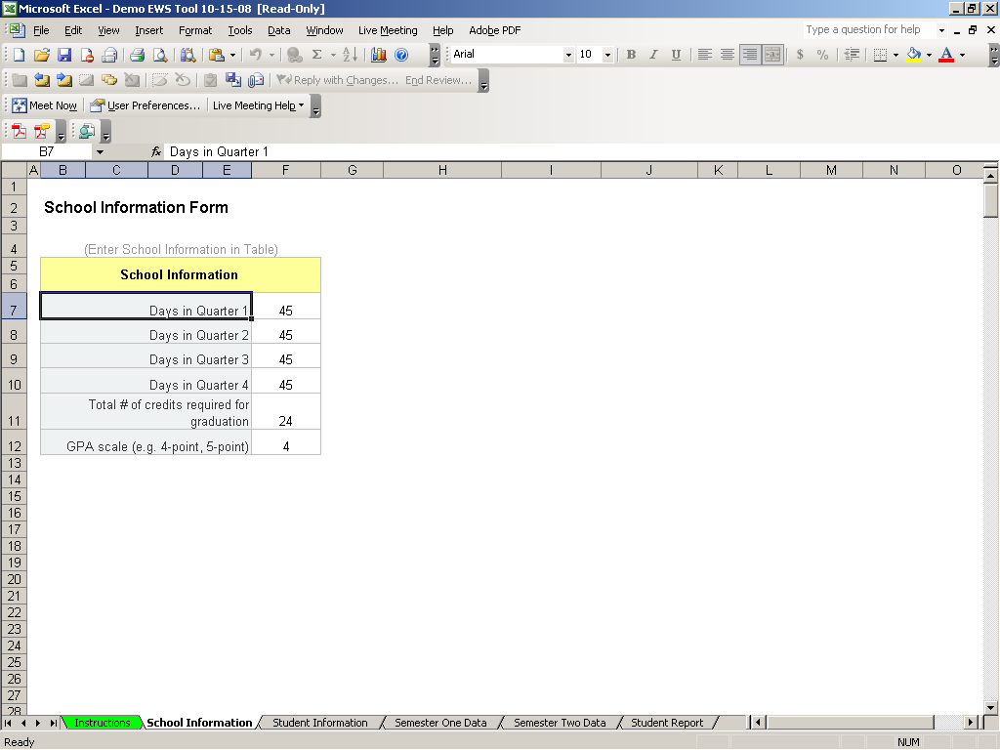 Microsoft Excel - Demo EWS Tool 10-15-08 [Read-Only]
File Edit View Insert Format Tools Data Window Live Meeting Help Adobe PDF Type a question for help
Arial 10 B I U $ %
Reply with Changes... End Review...
Meet Now User Preferences... Live Meeting Help
B7 fx Days in Quarter 1
A B C D E F G H I J K L M N O
1
2 School Information Form
3
4 (Enter School Information in Table)
5
6 School Information
7 Days in Quarter 1 45
8 Days in Quarter 2 45
9 Days in Quarter 3 45
10 Days in Quarter 4 45
Total # of credits required for
11 graduation 24
12 GPA scale (e.g. 4-point, 5-point) 4
13
14
15
16
17
18
19
20
21
22
23
24
25
26
27
28
Instructions School Information Student Information Semester One Data Semester Two Data Student Report
Ready NUM